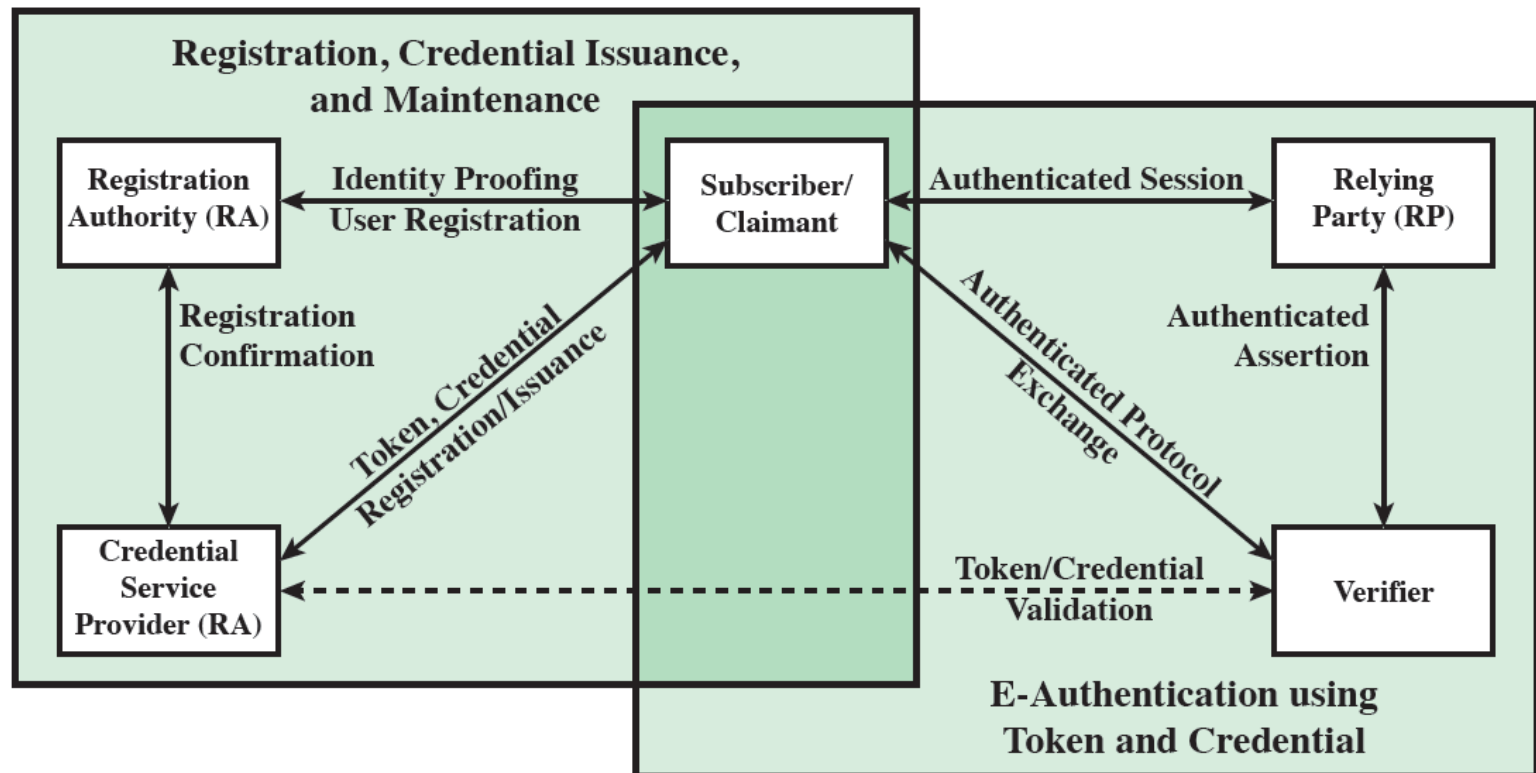 Registration, Credential Issuance,
and Maintenance
Registration
Authority (RA)
Identity Proofing
User Registration
Subscriber/
Claimant
Authenticated Session
Relying
Party (RP)
Registration
Confirmation
Token, Credential
Registration/Issuance
Authenticated Protocol
Exchange
Authenticated
Assertion
Credential
Service
Provider (RA)
Token/Credential
Validation
Verifier
E-Authentication using
Token and Credential